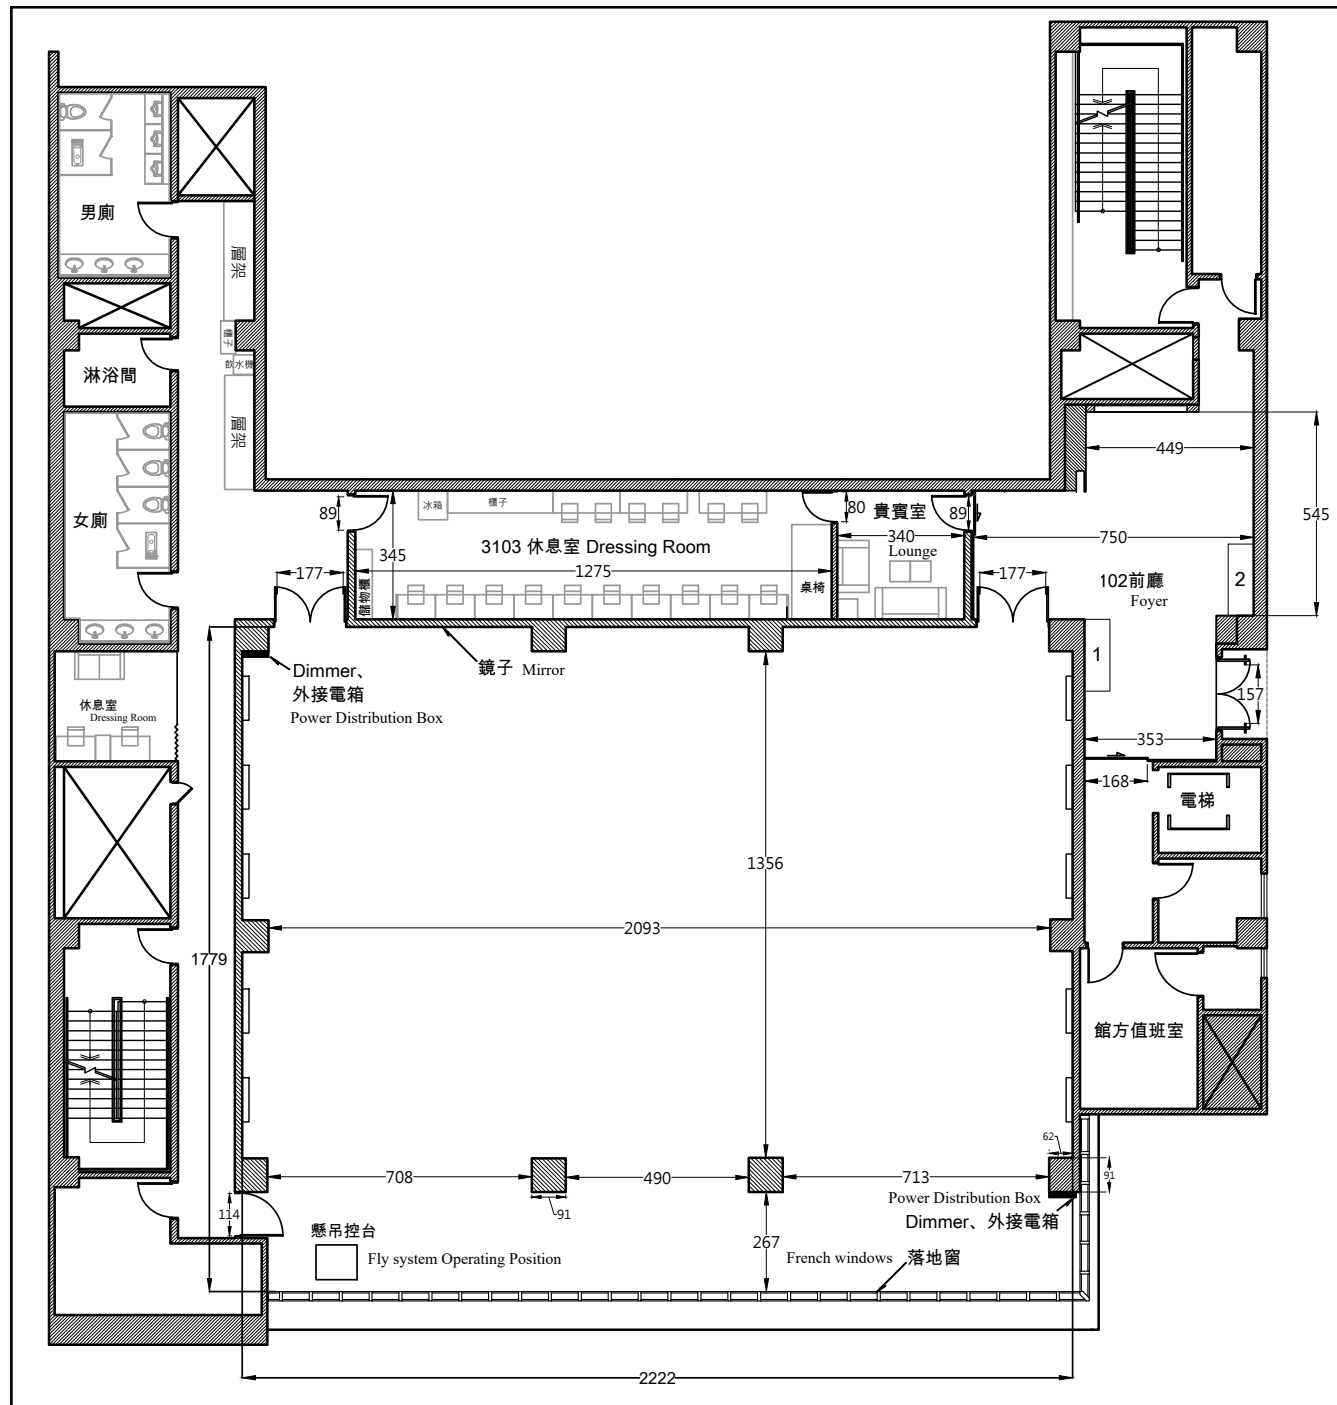 男廁
層架
櫃子
飲水機
淋浴間
層架
女廁
449
545
冰箱
櫃子
89
80
貴賓室
89
345
3103 休息室 Dressing Room
340
Lounge
750
177
1275
177
儲物櫃
桌椅
102前廳
Foyer
2
1
鏡子 Mirror
Dimmer、
外接電箱
Power Distribution Box
休息室
Dressing Room
157
353
168
電梯
1356
2093
1779
館方值班室
62
708
490
713
91
91
114
Power Distribution Box
Dimmer、外接電箱
懸吊控台
Fly system Operating Position
267
French windows
落地窗
2222